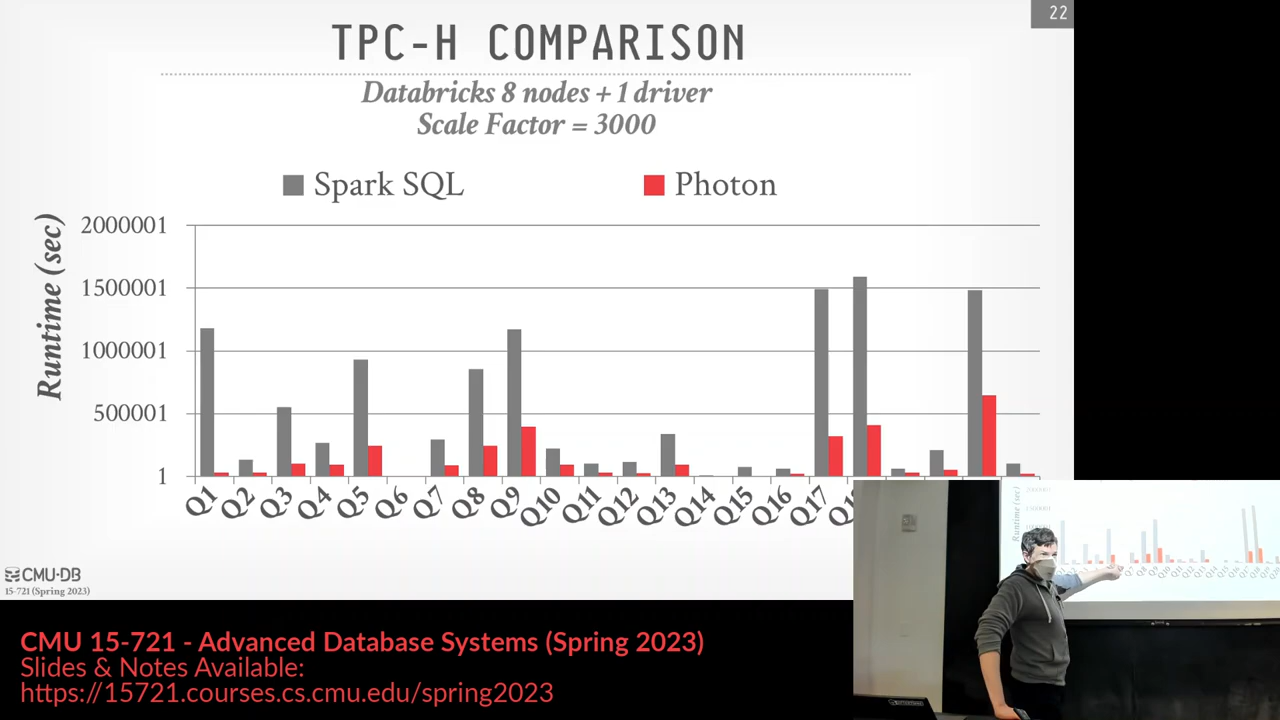 22
TPC-H COMPARISON
Databricks 8 nodes + 1 driver
Scale Factor = 3000
Spark SQL
Photon
Runtime (sec)
2000001
1500001
1000001
500001
1
Q1 Q2 Q3 Q4 Q5 Q6 Q7 Q8 Q9 Q10 Q11 Q12 Q13 Q14 Q15 Q16 Q17
CMU·DB
15-721 (Spring 2023)
Runtime (sec)
CMU 15-721 - Advanced Database Systems (Spring 2023)
Slides & Notes Available:
https://15721.courses.cs.cmu.edu/spring2023